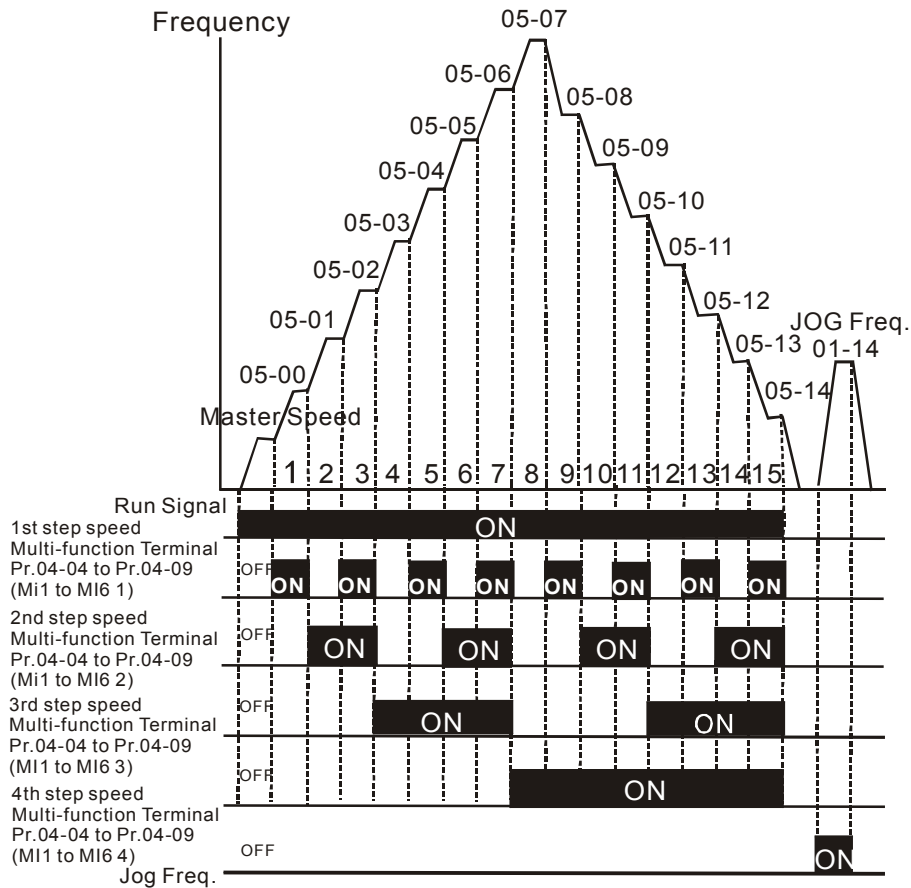 Frequency
05-07
05-06
05-08
05-05
05-09
05-04
05-10
05-03
05-11
05-02
05-12
JOG Freq.
05-01
05-13
01-14
05-00
05-14
Master Speed
1 2 3 4 5 6 7 8 9 10 11 12 13 14 15
Run Signal
ON
1st step speed
Multi-function Terminal
Pr.04-04 to Pr.04-09
(Mi1 to MI6 1)
OFF
ON ON ON ON ON ON ON ON
2nd step speed
Multi-function Terminal
Pr.04-04 to Pr.04-09
(Mi1 to MI6 2)
OFF
ON ON ON ON
3rd step speed
Multi-function Terminal
Pr.04-04 to Pr.04-09
(MI1 to MI6 3)
OFF
ON ON
4th step speed
Multi-function Terminal
Pr.04-04 to Pr.04-09
(MI1 to MI6 4)
OFF
ON
Jog Freq.
OFF
ON